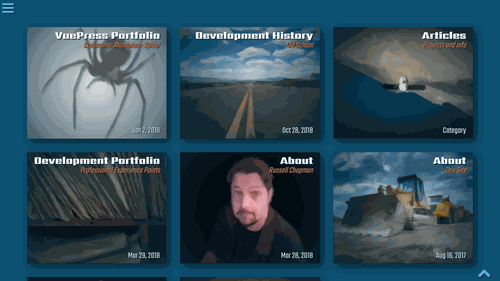 VuePress Portfolio
Development History
Old School
Articles
Projects and Info
Jan 2, 2019
Oct 28, 2018
Category
Development Portfolio
Professional Experience Points
About
Russell Chapman
About
This Site
Mar 29, 2018
Mar 28, 2018
Aug 16, 2017